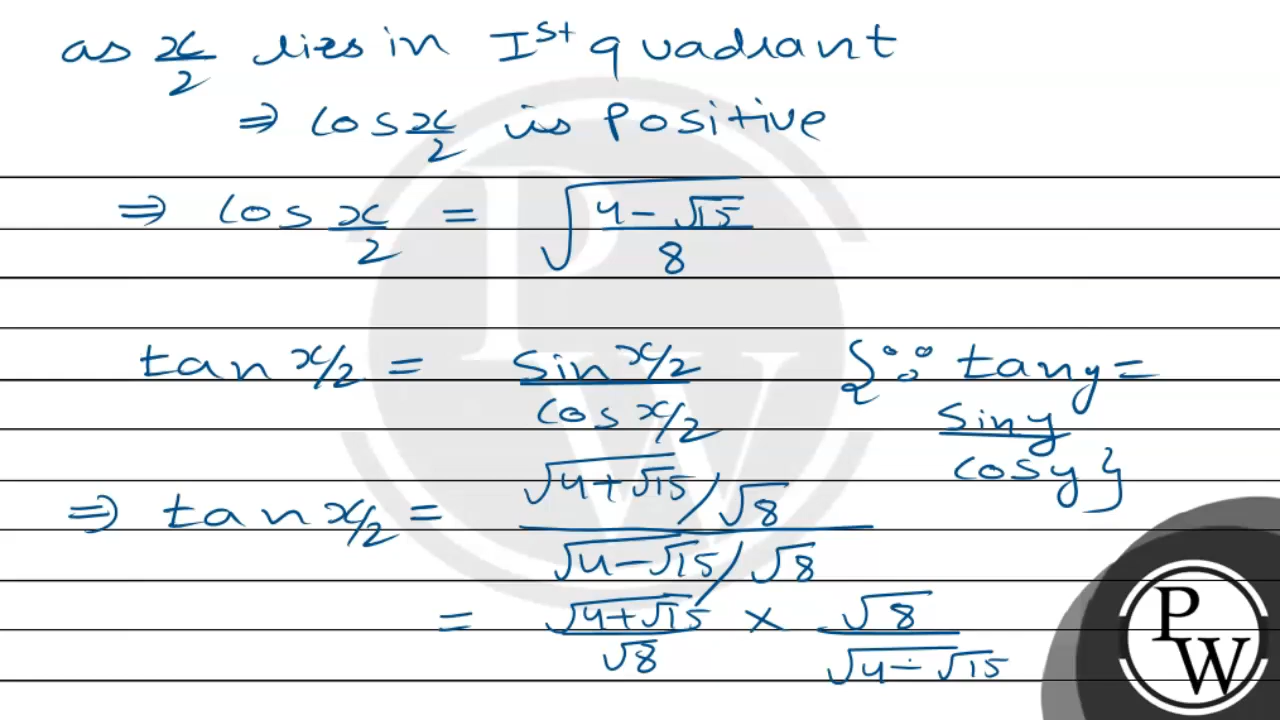 as x/2 lies in Ist quadrant
⇒ cos x/2 is positive
⇒ cos x/2 = √((4 - √15)/8)
tan x/2 = (sin x/2)/(cos x/2) {∵ tan y =
sin y/cos y}
⇒ tan x/2 = (√(4+√15)/√8)/(√(4-√15)/√8)
= √(4+√15)/√8 × √8/√(4-√15)
PW
PW